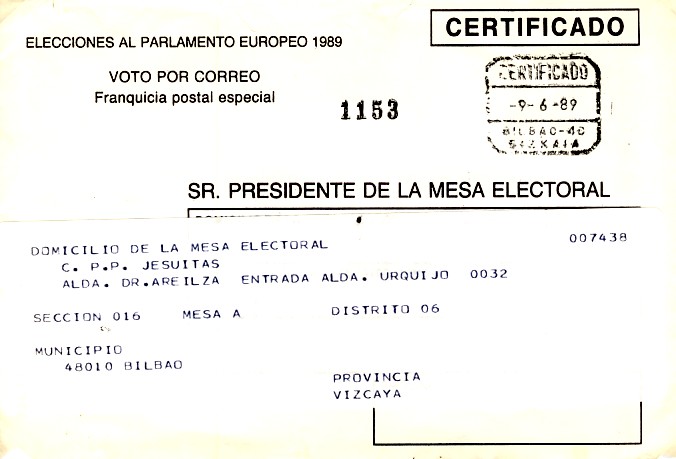 CERTIFICADO
ELECCIONES AL PARLAMENTO EUROPEO 1989
VOTO POR CORREO
Franquicia postal especial
1153
CERTIFICADO
-9-6-89
BILBAO-
BIZKAIA
SR. PRESIDENTE DE LA MESA ELECTORAL
DOMICILIO DE LA MESA ELECTORAL 007438
C. P.P. JESUITAS
ALDA. DR.AREILZA ENTRADA ALDA. URQUIJO 0032
SECCION 016 MESA A DISTRITO 06
MUNICIPIO
48010 BILBAO
PROVINCIA
VIZCAYA